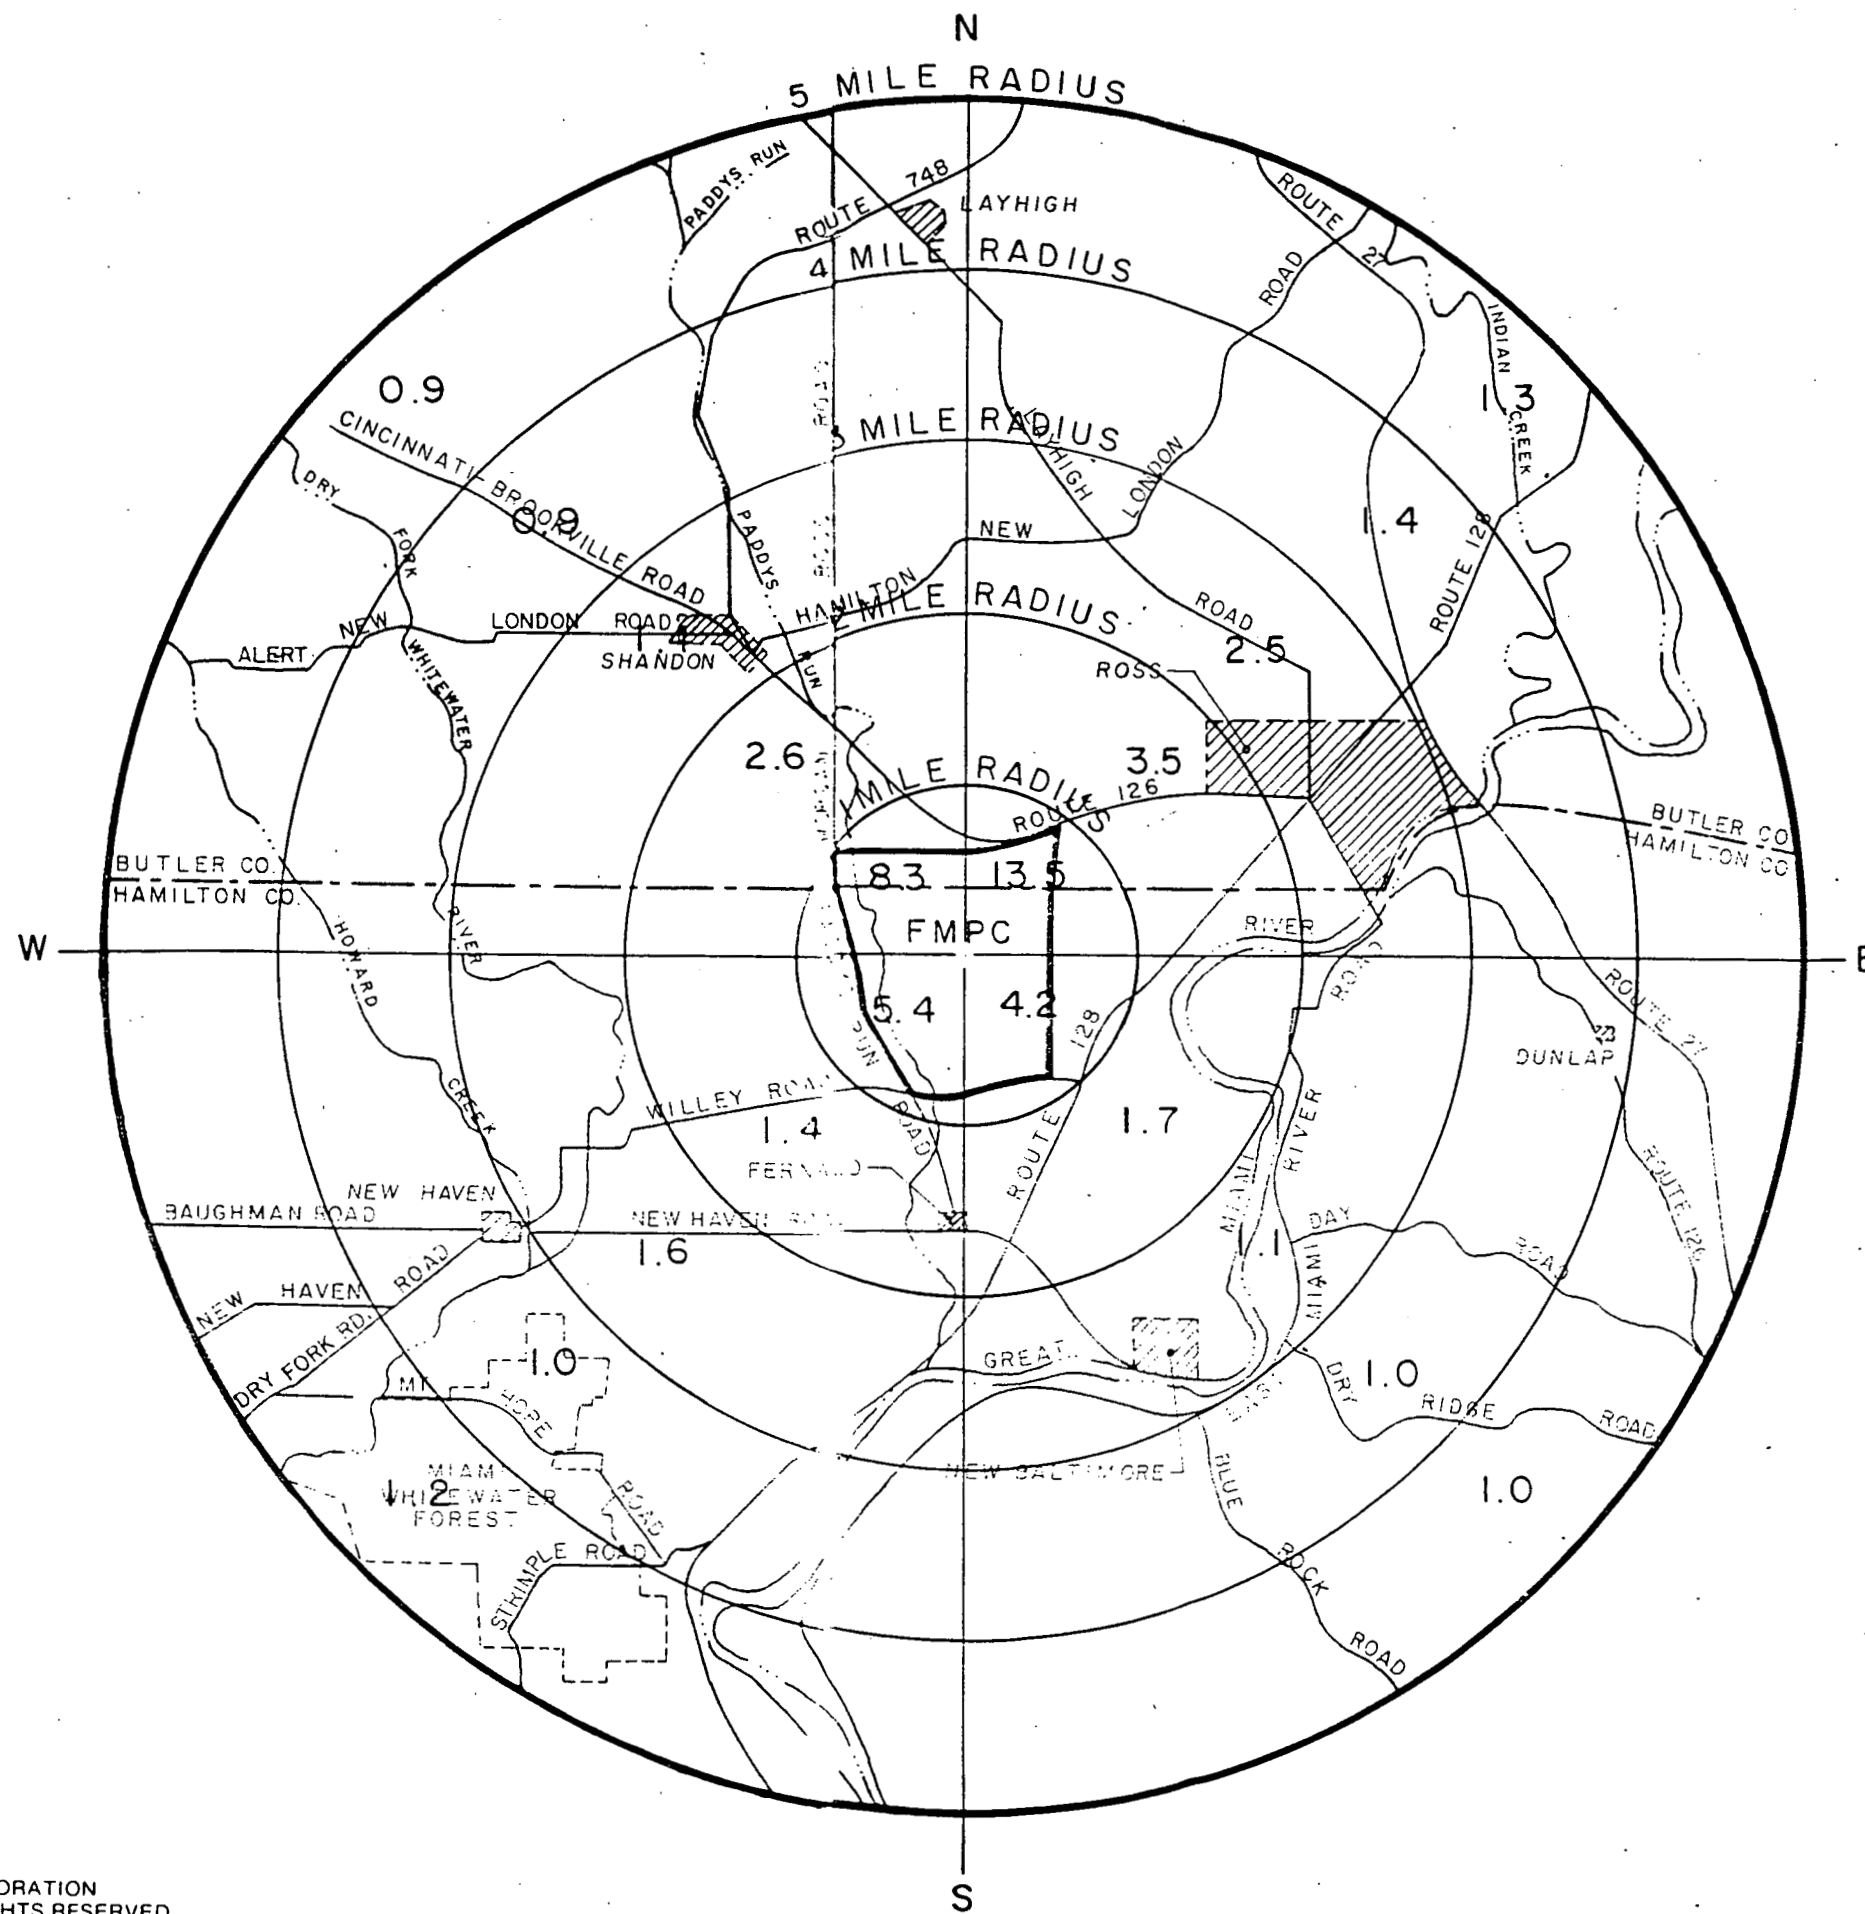 N
5 MILE RADIUS
PADDYS RUN
748
ROUTE
LAYHIGH
4 MILE RADIUS
ROUTE
27
ROAD
INDIAN
CREEK
0.9
1.3
CINCINNATI-BROOKVILLE ROAD
MILE RADIUS
LAYHIGH
LONDON
DRY
FORK
0.9
PADDYS
RUN
NEW
1.4
ROUTE 128
HAMILTON
MILE RADIUS
ROAD
ALERT
NEW
LONDON
ROAD
1.4
SHANDON
WHITEWATER
ROSS
2.5
2.6
3.5
1 MILE RADIUS
ROUTE
126
BUTLER CO.
HAMILTON CO.
BUTLER CO
HAMILTON CO
8.3
13.5
FMPC
RIVER
HOWARD
RIVER
W
E
ROAD
5.4
4.2
RUN
128
ROUTE 27
DUNLAP
CREEK
WILLEY ROAD
1.4
ROAD
1.7
ROUTE
RIVER
MIAMI
FERNALD
ROUTE 126
NEW HAVEN
BAUGHMAN ROAD
NEW HAVEN ROAD
1.6
1.1
DAY
ROAD
MIAMI
NEW
HAVEN
ROAD
DRY FORK RD.
1.0
MT.
HOPE
ROAD
GREAT
EAST
DRY
RIDGE
ROAD
1.0
MIAMI
WHITEWATER
FOREST
1.2
NEW BALTIMORE
BLUE
ROCK
ROAD
1.0
STRIMPLE ROAD
S
ORATION
HTS RESERVED